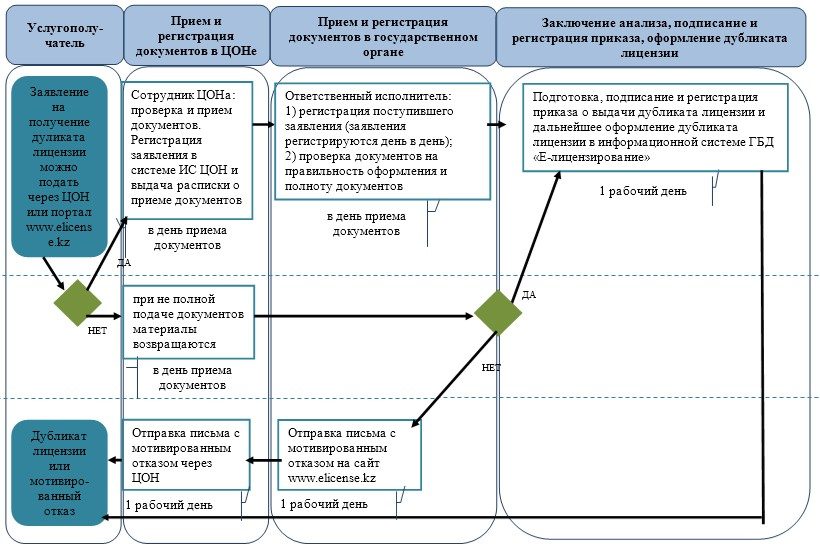 Услугополу-
чатель
Прием и
регистрация
документов в ЦОНе
Прием и регистрация
документов в государственном
органе
Заключение анализа, подписание и
регистрация приказа, оформление дубликата
лицензии
Заявление
на
получение
дуликата
лицензии
можно
подать
через ЦОН
или портал
www.elicens
e.kz
Сотрудник ЦОНа:
проверка и прием
документов.
Регистрация
заявления в
системе ИС ЦОН и
выдача расписки о
приеме документов
Ответственный исполнитель:
1) регистрация поступившего
заявления (заявления
регистрируются день в день);
2) проверка документов на
правильность оформления и
полноту документов
Подготовка, подписание и регистрация
приказа о выдачи дубликата лицензии и
дальнейшее оформление дубликата
лицензии в информационной системе ГБД
«Е-лицензирование»
1 рабочий день
в день приема
документов
в день приема
документов
ДА
НЕТ
при не полной
подаче документов
материалы
возвращаются
в день приема
документов
ДА
НЕТ
Дубликат
лицензии
или
мотивиро-
ванный
отказ
Отправка письма с
мотивированным
отказом через
ЦОН
Отправка письма с
мотивированным
отказом на сайт
www.elicense.kz
1 рабочий день
1 рабочий день